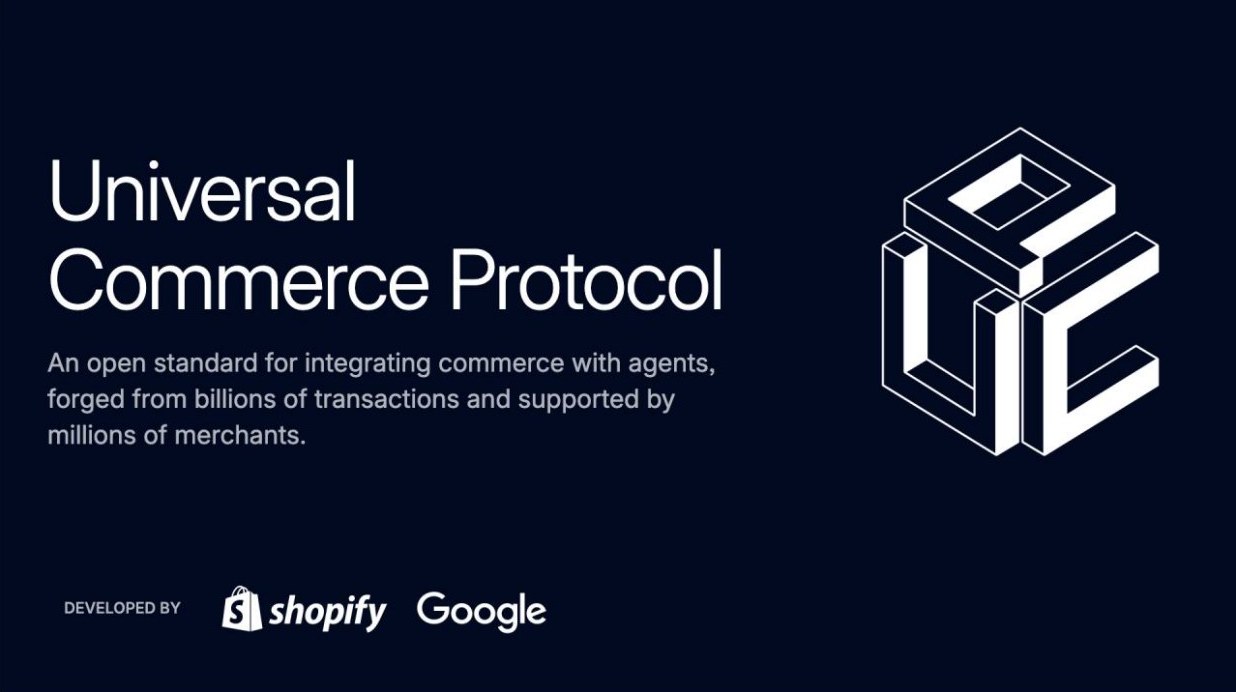 Universal
Commerce Protocol
An open standard for integrating commerce with agents,
forged from billions of transactions and supported by
millions of merchants.
UCP
DEVELOPED BY shopify Google